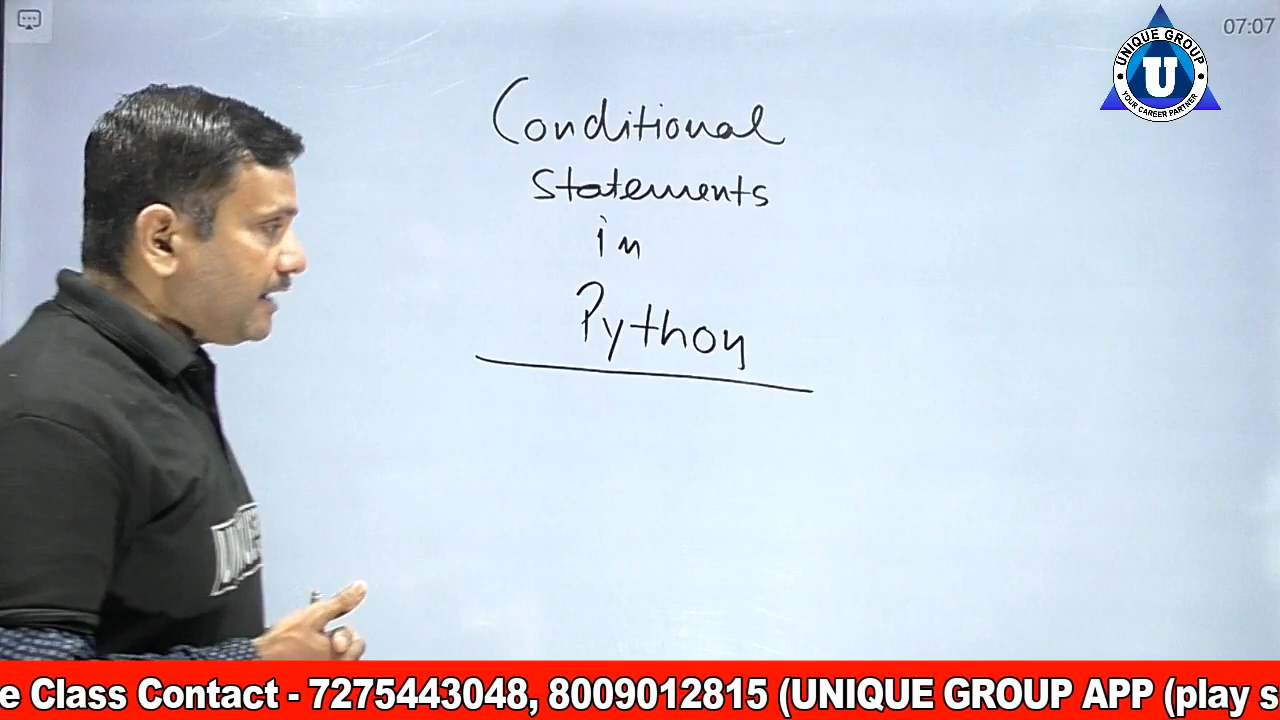 07:07
UNIQUE GROUP
U
YOUR CAREER PARTNER
Conditional
Statements
in
Python
e Class Contact - 7275443048, 8009012815 (UNIQUE GROUP APP (play s